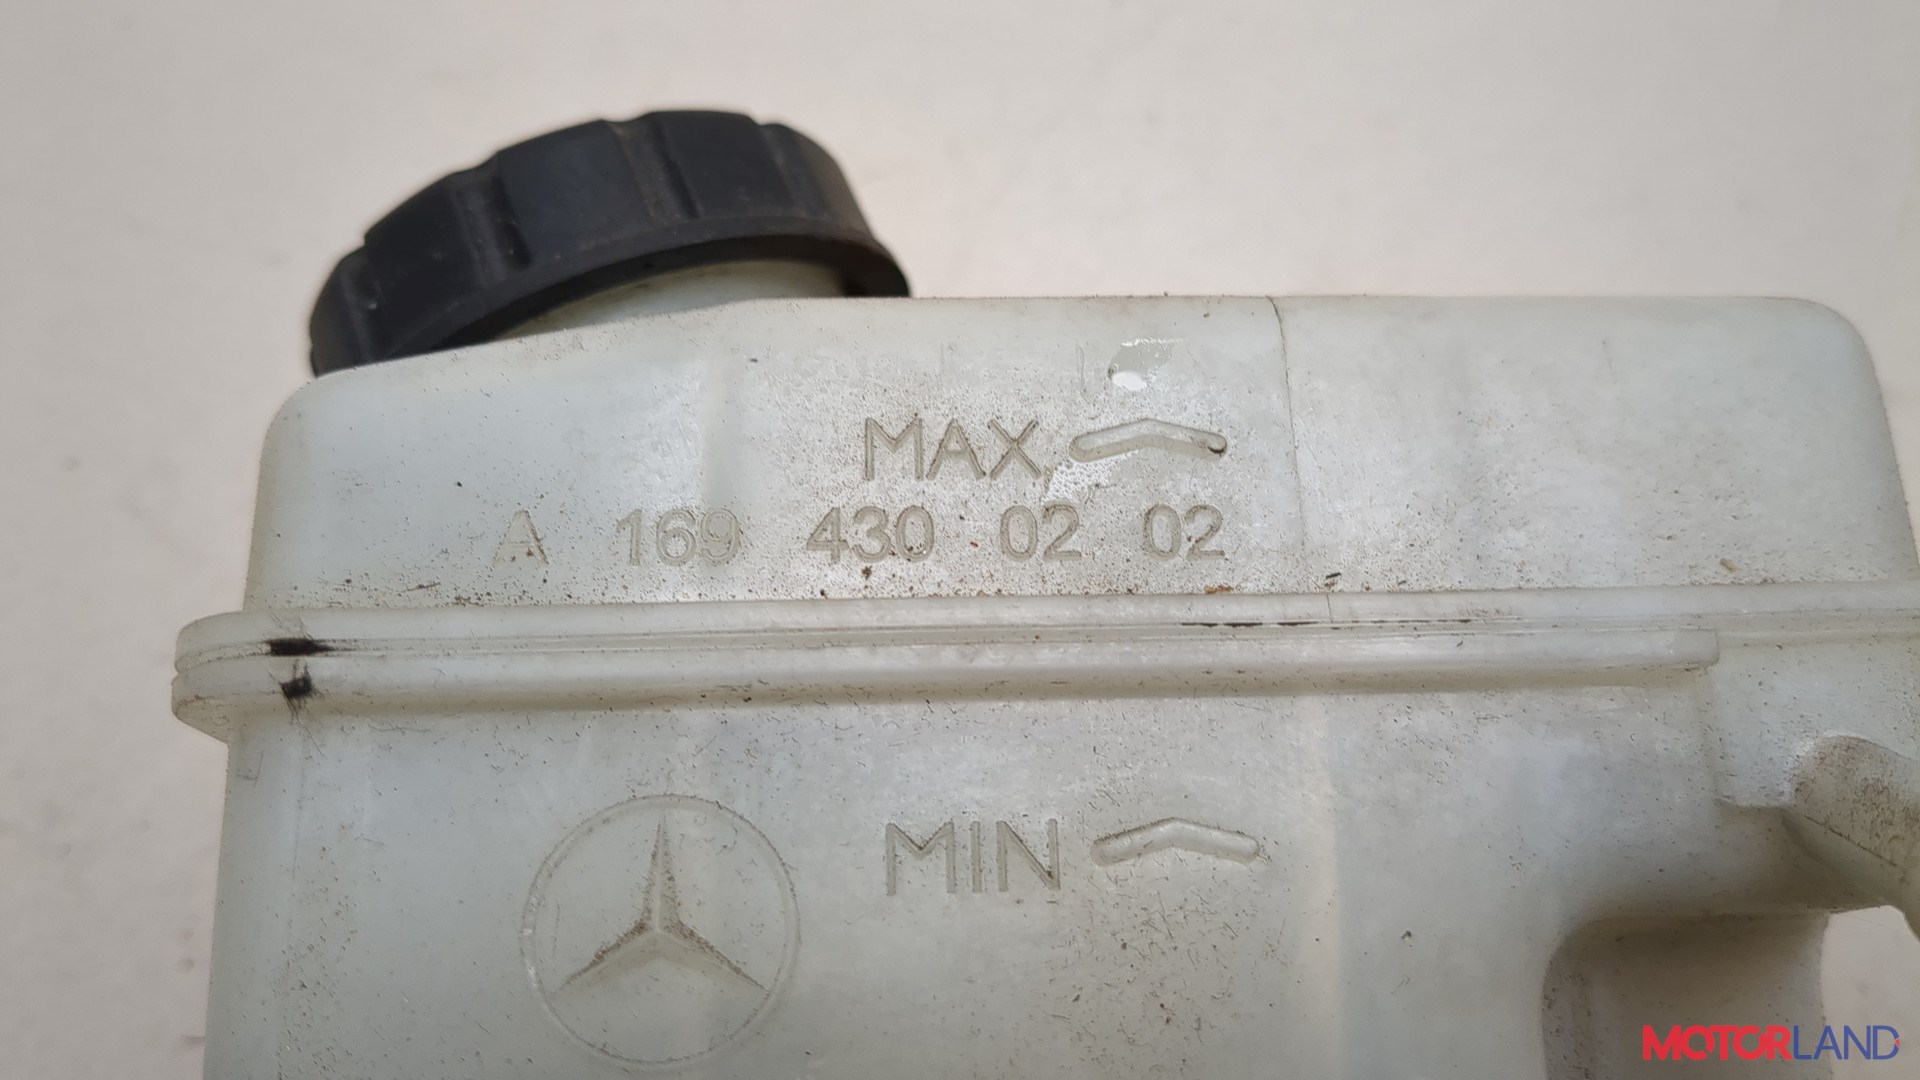 MAX
A 169 430 02 02
MIN
MOTORLAND